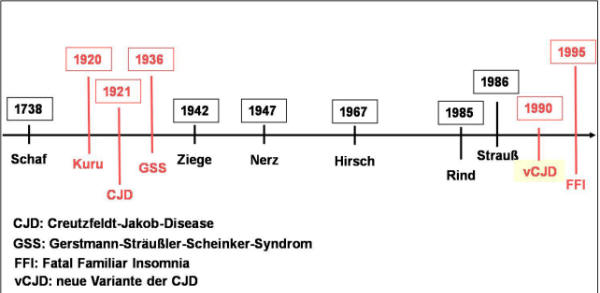 1920
1936
1995
1921
1986
1738
1942
1947
1967
1985
1990
Schaf
Kuru
GSS
Ziege
Nerz
Hirsch
Rind
Strauß
vCJD
CJD
FFI
CJD: Creutzfeldt-Jakob-Disease
GSS: Gerstmann-Sträußler-Scheinker-Syndrom
FFI: Fatal Familiar Insomnia
vCJD: neue Variante der CJD